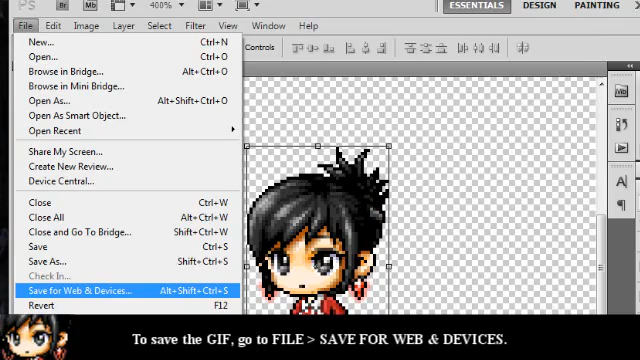 PS Br Mb 400% ESSENTIALS DESIGN PAINTING
File Edit Image Layer Select Filter View Window Help
Controls
New... Ctrl+N
Open... Ctrl+O
Browse in Bridge... Alt+Ctrl+O
Browse in Mini Bridge...
Open As... Alt+Shift+Ctrl+O
Open As Smart Object...
Open Recent
Share My Screen...
Create New Review...
Device Central...
Close Ctrl+W
Close All Alt+Ctrl+W
Close and Go To Bridge... Shift+Ctrl+W
Save Ctrl+S
Save As... Shift+Ctrl+S
Check In...
Save for Web & Devices... Alt+Shift+Ctrl+S
Revert F12
To save the GIF, go to FILE > SAVE FOR WEB & DEVICES.